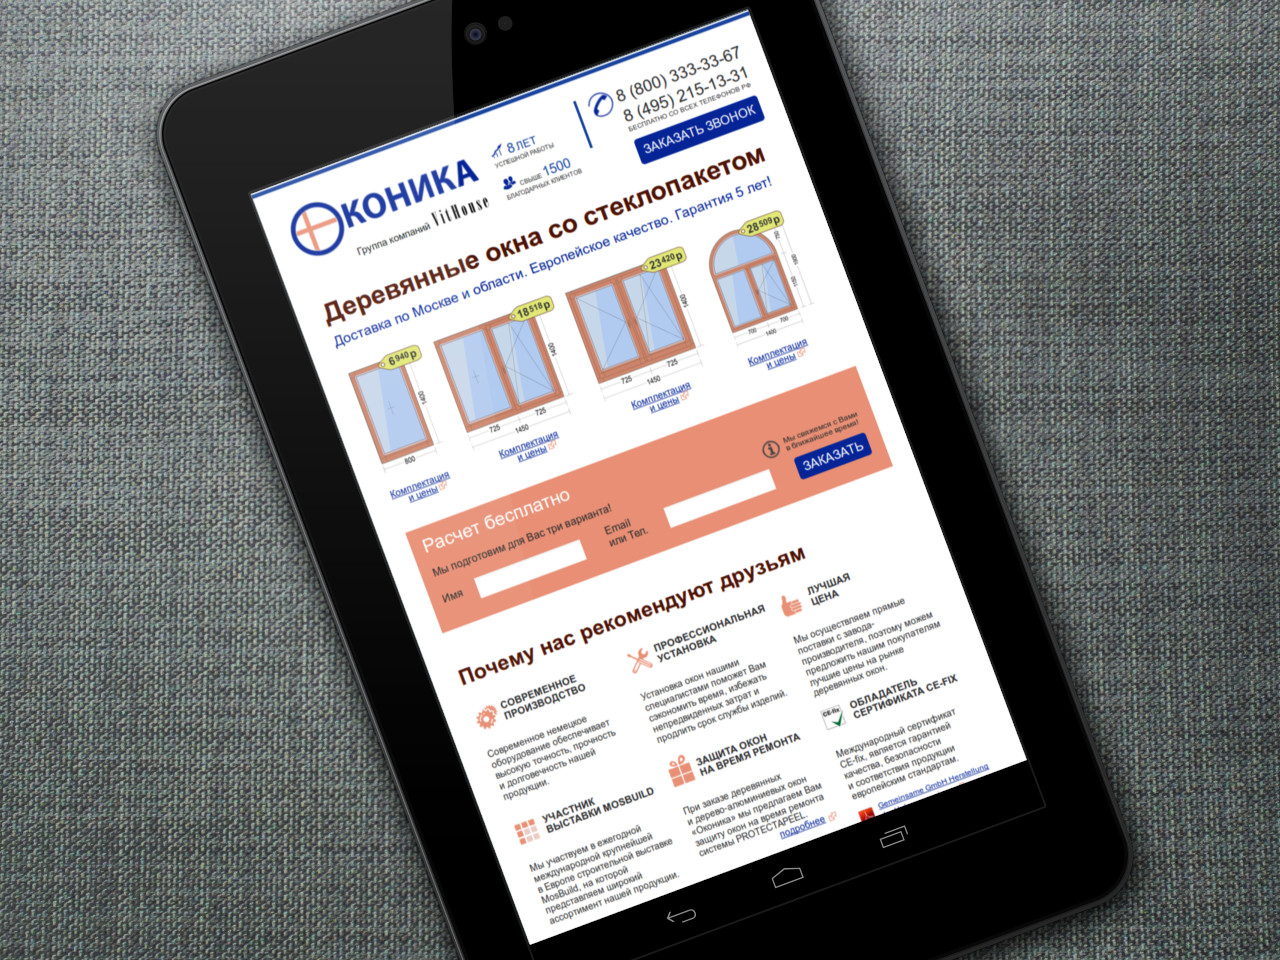 ОКОНИКА
Группа компаний VitHouse
8 ЛЕТ
УСПЕШНОЙ РАБОТЫ
СВЫШЕ 1500
БЛАГОДАРНЫХ КЛИЕНТОВ
8 (800) 333-33-67
8 (495) 215-13-31
БЕСПЛАТНО СО ВСЕХ ТЕЛЕФОНОВ РФ
ЗАКАЗАТЬ ЗВОНОК
Деревянные окна со стеклопакетом
Доставка по Москве и области. Европейское качество. Гарантия 5 лет!
6 940 р
1400
800
Комплектация
и цены
18 518 р
1400
725 725
1450
Комплектация
и цены
23 420 р
1400
725 725
1450
Комплектация
и цены
28 509 р
700 700
1400
Комплектация
и цены
Расчет бесплатно
Мы подготовим для Вас три варианта!
Имя
Email
или Тел.
Мы свяжемся с Вами
в ближайшее время!
ЗАКАЗАТЬ
Почему нас рекомендуют друзьям
СОВРЕМЕННОЕ
ПРОИЗВОДСТВО
Современное немецкое
оборудование обеспечивает
высокую точность, прочность
и долговечность нашей
продукции.
ПРОФЕССИОНАЛЬНАЯ
УСТАНОВКА
Установка окон нашими
специалистами поможет Вам
сэкономить время, избежать
непредвиденных затрат и
продлить срок службы изделий.
ЛУЧШАЯ
ЦЕНА
Мы осуществляем прямые
поставки с завода-
производителя, поэтому можем
предложить нашим покупателям
лучшие цены на рынке
деревянных окон.
УЧАСТНИК
ВЫСТАВКИ MOSBUILD
Мы участвуем в ежегодной
международной крупнейшей
в Европе строительной выставке
MosBuild, на которой
представляем широкий
ассортимент нашей продукции.
ЗАЩИТА ОКОН
НА ВРЕМЯ РЕМОНТА
При заказе деревянных
и дерево-алюминиевых окон
«Оконика» мы предлагаем Вам
защиту окон на время ремонта
системы PROTECTAPEEL.
подробнее
CE-fix
ОБЛАДАТЕЛЬ
СЕРТИФИКАТА CE-FIX
Международный сертификат
CE-fix, является гарантией
качества, безопасности
и соответствия продукции
европейским стандартам.
Gemeinsame GmbH Herstellung